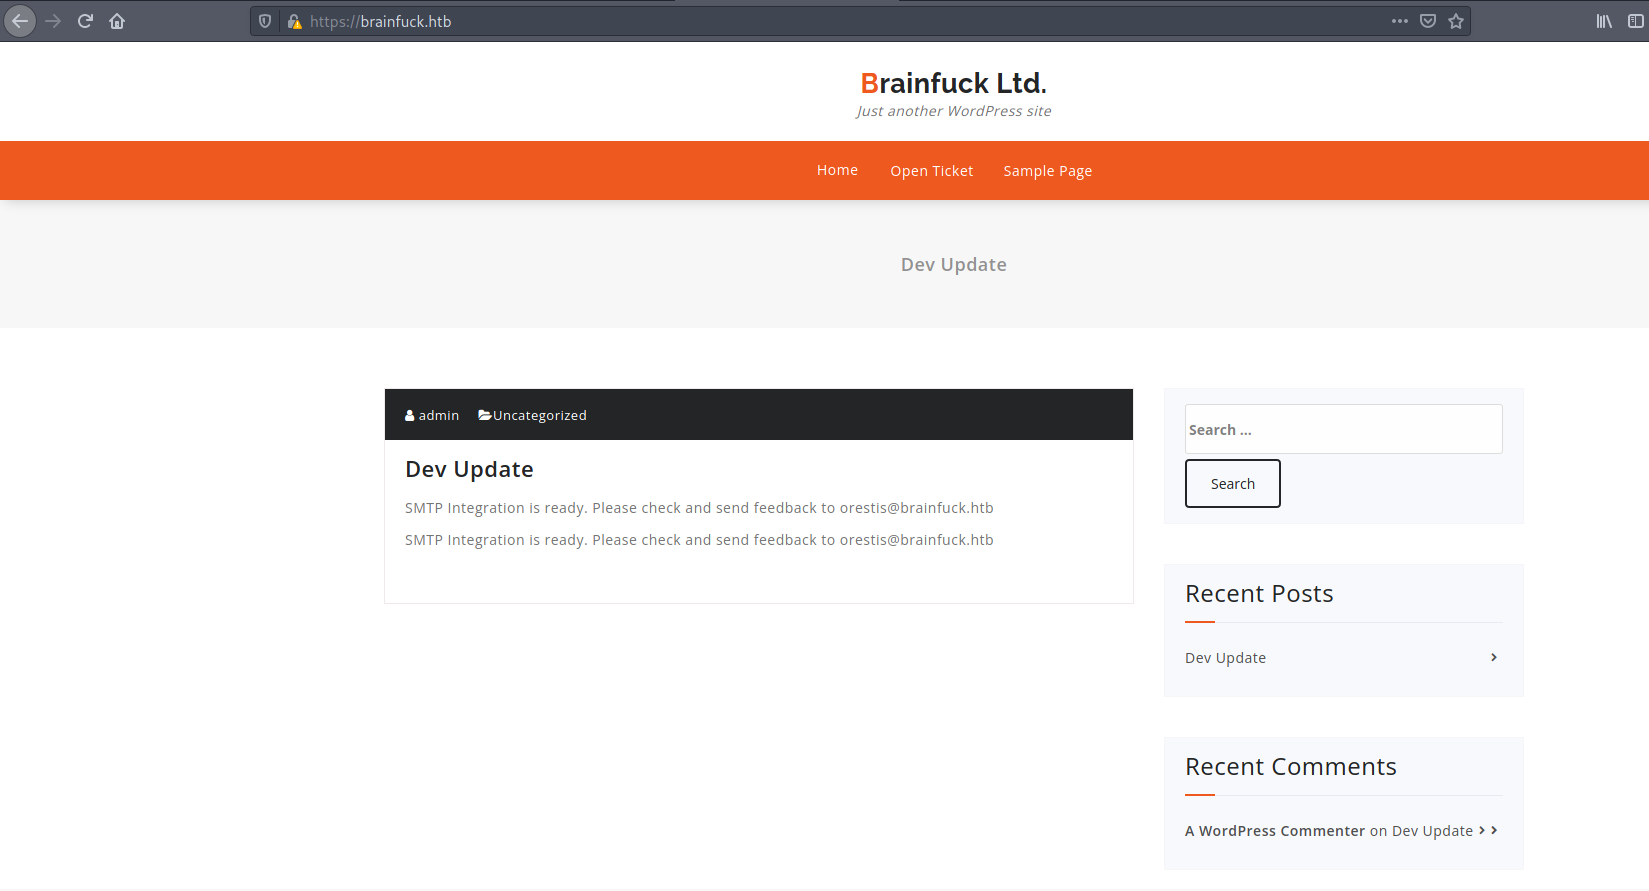 https://brainfuck.htb
Brainfuck Ltd.
Just another WordPress site
Home Open Ticket Sample Page
Dev Update
admin Uncategorized
Dev Update
SMTP Integration is ready. Please check and send feedback to orestis@brainfuck.htb
SMTP Integration is ready. Please check and send feedback to orestis@brainfuck.htb
Search ...
Search
Recent Posts
Dev Update
Recent Comments
A WordPress Commenter on Dev Update